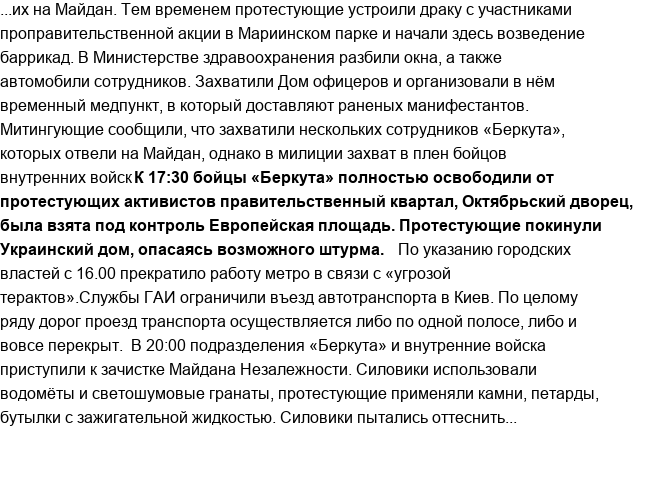 ...их на Майдан. Тем временем протестующие устроили драку с участниками
проправительственной акции в Мариинском парке и начали здесь возведение
баррикад. В Министерстве здравоохранения разбили окна, а также
автомобили сотрудников. Захватили Дом офицеров и организовали в нём
временный медпункт, в который доставляют раненых манифестантов.
Митингующие сообщили, что захватили нескольких сотрудников «Беркута»,
которых отвели на Майдан, однако в милиции захват в плен бойцов
внутренних войск К 17:30 бойцы «Беркута» полностью освободили от
протестующих активистов правительственный квартал, Октябрьский дворец,
была взята под контроль Европейская площадь. Протестующие покинули
Украинский дом, опасаясь возможного штурма.   По указанию городских
властей с 16.00 прекратило работу метро в связи с «угрозой
терактов».Службы ГАИ ограничили въезд автотранспорта в Киев. По целому
ряду дорог проезд транспорта осуществляется либо по одной полосе, либо и
вовсе перекрыт.  В 20:00 подразделения «Беркута» и внутренние войска
приступили к зачистке Майдана Незалежности. Силовики использовали
водомёты и светошумовые гранаты, протестующие применяли камни, петарды,
бутылки с зажигательной жидкостью. Силовики пытались оттеснить...